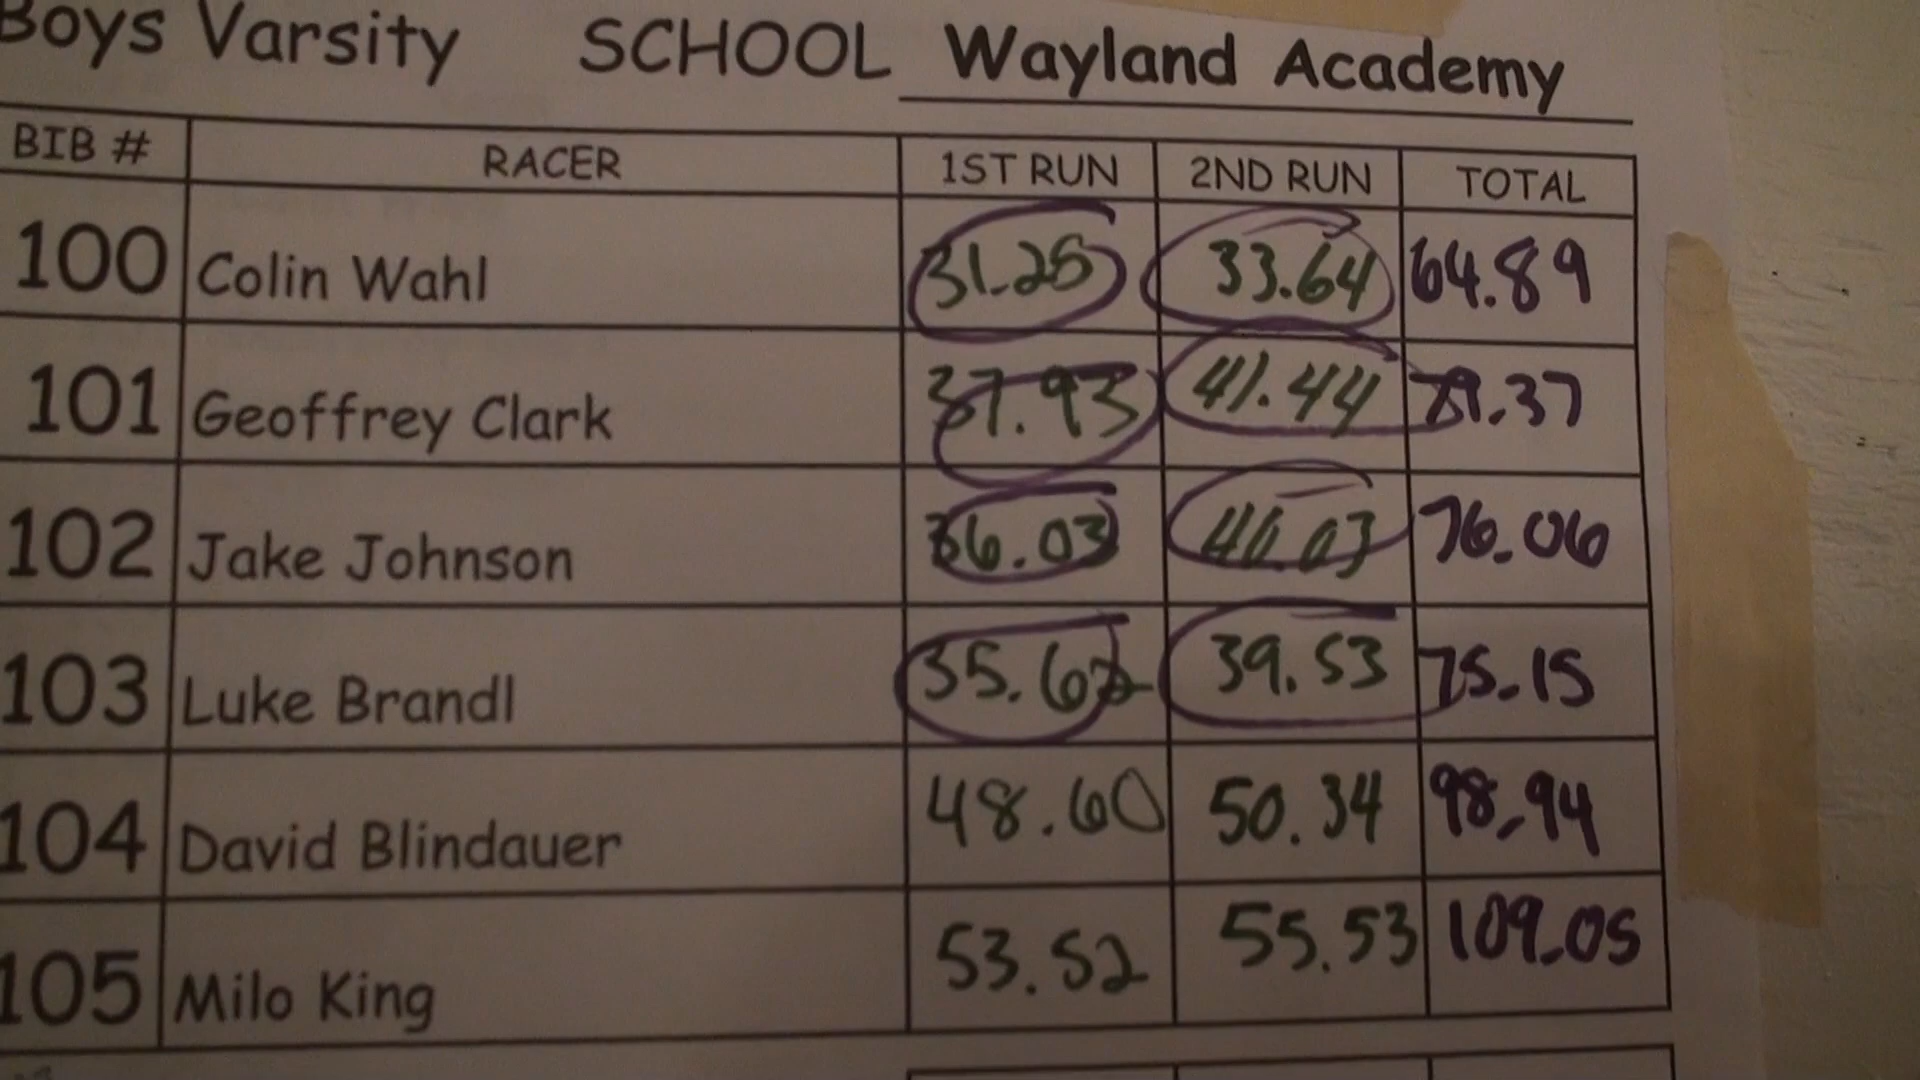 Boys Varsity SCHOOL Wayland Academy
BIB # RACER 1ST RUN 2ND RUN TOTAL
100 Colin Wahl 31.25 33.64 64.89
101 Geoffrey Clark 37.93 41.44 79.37
102 Jake Johnson 36.03 40.03 76.06
103 Luke Brandl 35.62 39.53 75.15
104 David Blindauer 48.60 50.34 98.94
105 Milo King 53.52 55.53 109.05